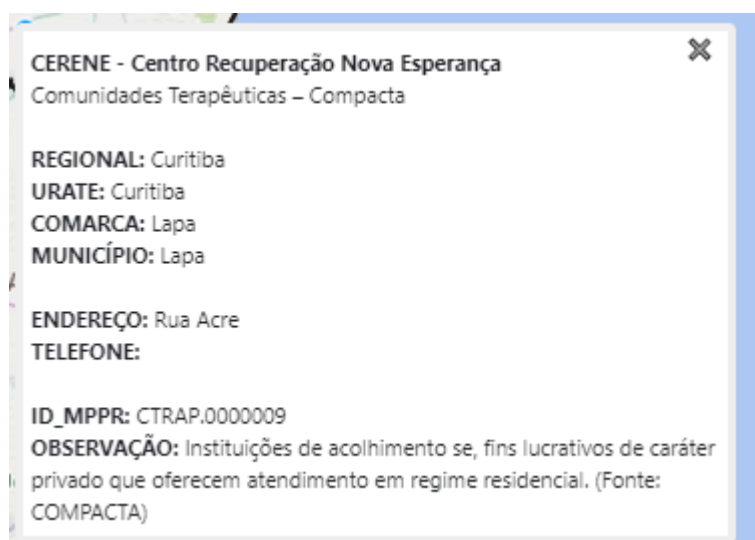 CERENE - Centro Recuperação Nova Esperança
Comunidades Terapêuticas – Compacta
REGIONAL: Curitiba
URATE: Curitiba
COMARCA: Lapa
MUNICÍPIO: Lapa
ENDEREÇO: Rua Acre
TELEFONE:
ID_MPPR: CTRAP.0000009
OBSERVAÇÃO: Instituições de acolhimento se, fins lucrativos de caráter
privado que oferecem atendimento em regime residencial. (Fonte:
COMPACTA)